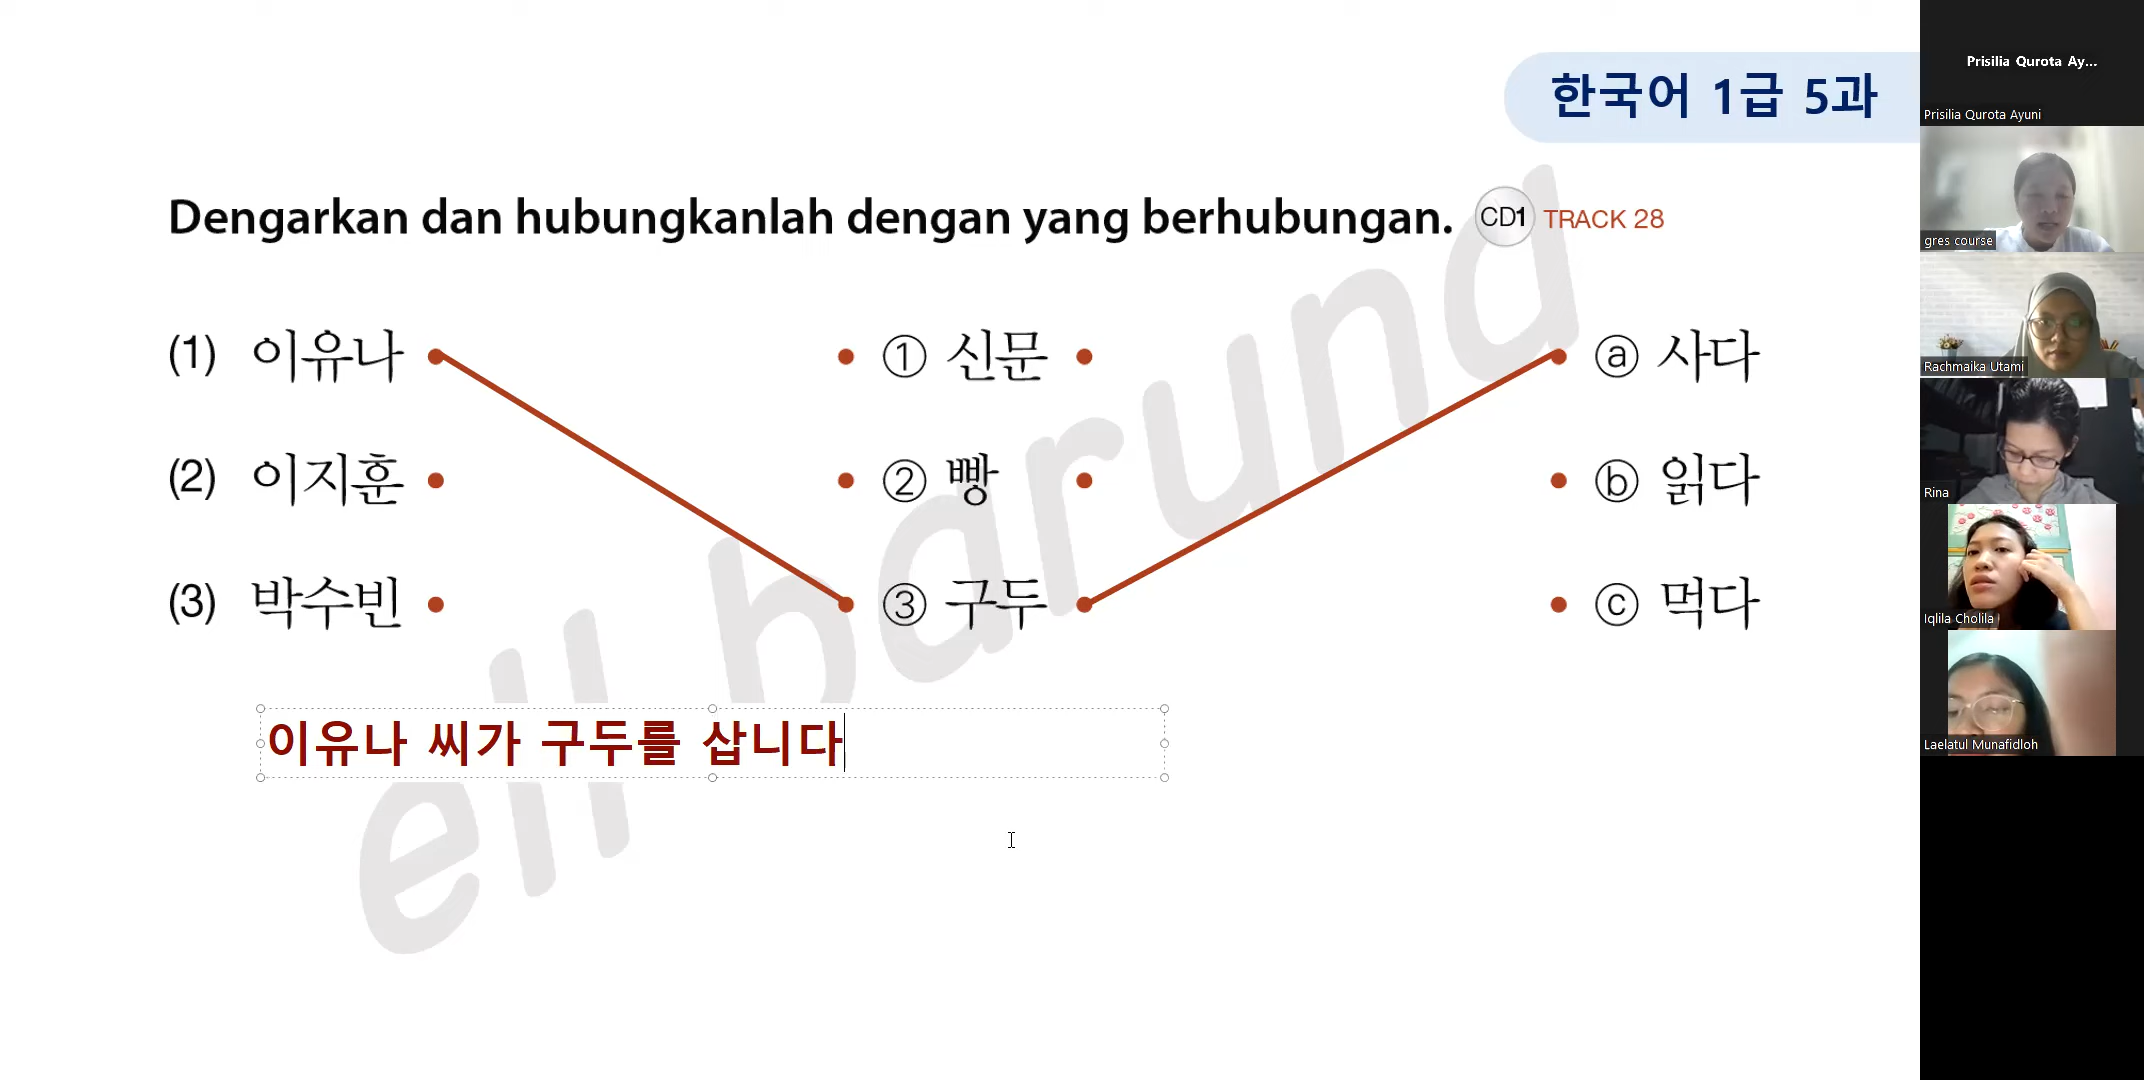 한국어 1급 5과
Dengarkan dan hubungkanlah dengan yang berhubungan. CD1 TRACK 28
(1) 이유나 ① 신문 ⓐ 사다
(2) 이지훈 ② 빵 ⓑ 읽다
(3) 박수빈 ③ 구두 ⓒ 먹다
이유나 씨가 구두를 삽니다
ell harund
Prisilia Qurota Ay...
Prisilia Qurota Ayuni
gres course
Rachmaika Utami
Rina
Iqlila Cholila
Laelatul Munafidloh